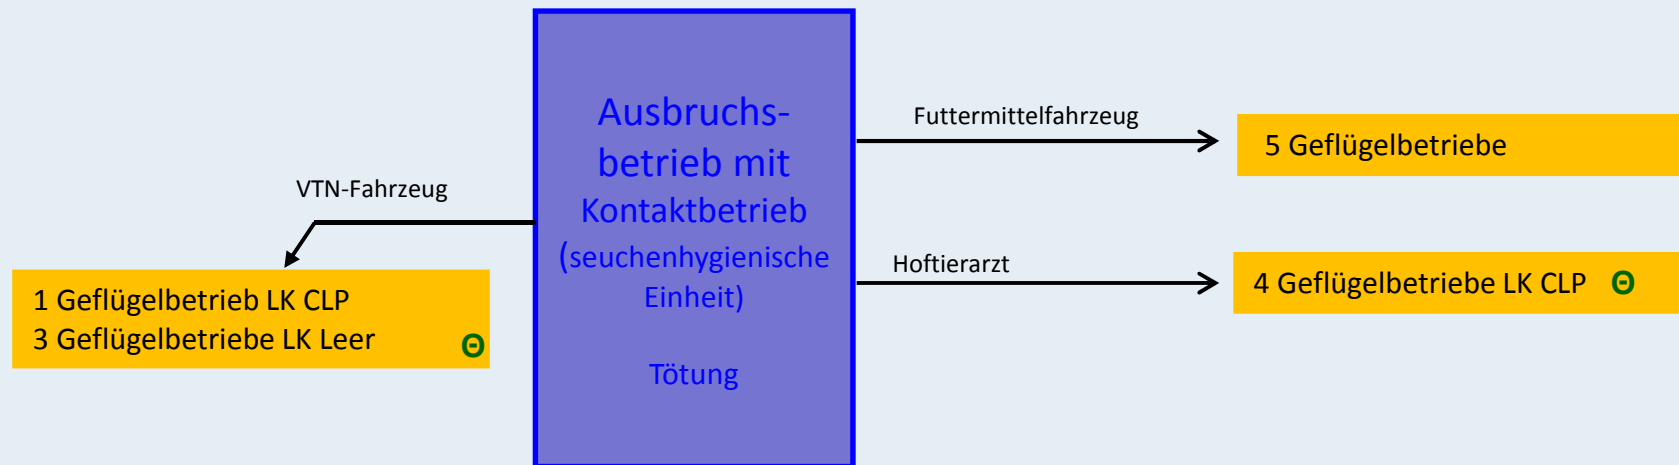 VTN-Fahrzeug
1 Geflügelbetrieb LK CLP
3 Geflügelbetriebe LK Leer Θ
Ausbruchs-
betrieb mit
Kontaktbetrieb
(seuchenhygienische
Einheit)
Tötung
Futtermittelfahrzeug
5 Geflügelbetriebe
Hoftierarzt
4 Geflügelbetriebe LK CLP Θ